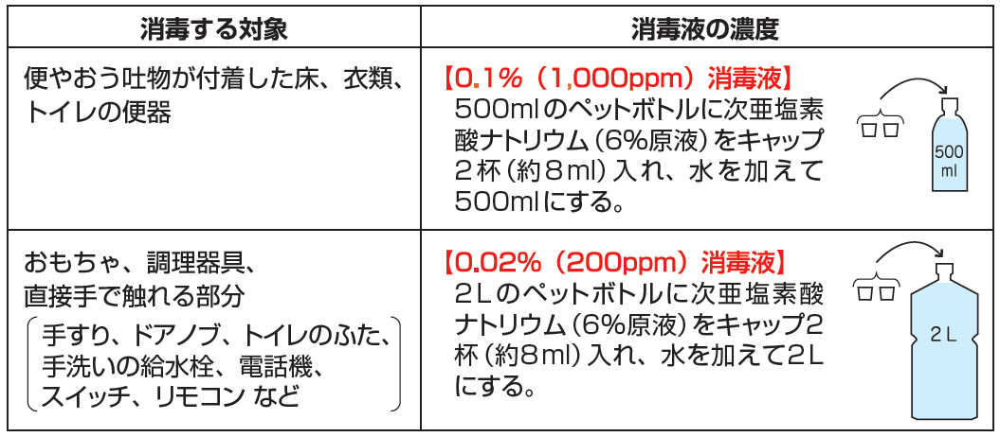 消毒する対象
消毒液の濃度
便やおう吐物が付着した床、衣類、
トイレの便器
【0.1%（1,000ppm）消毒液】
500mlのペットボトルに次亜塩素
酸ナトリウム（6%原液）をキャップ
2杯（約8ml）入れ、水を加えて
500mlにする。
500
ml
おもちゃ、調理器具、
直接手で触れる部分
手すり、ドアノブ、トイレのふた、
手洗いの給水栓、電話機、
スイッチ、リモコン など
【0.02%（200ppm）消毒液】
2Lのペットボトルに次亜塩素酸
ナトリウム（6%原液）をキャップ2
杯（約8ml）入れ、水を加えて2L
にする。
2L